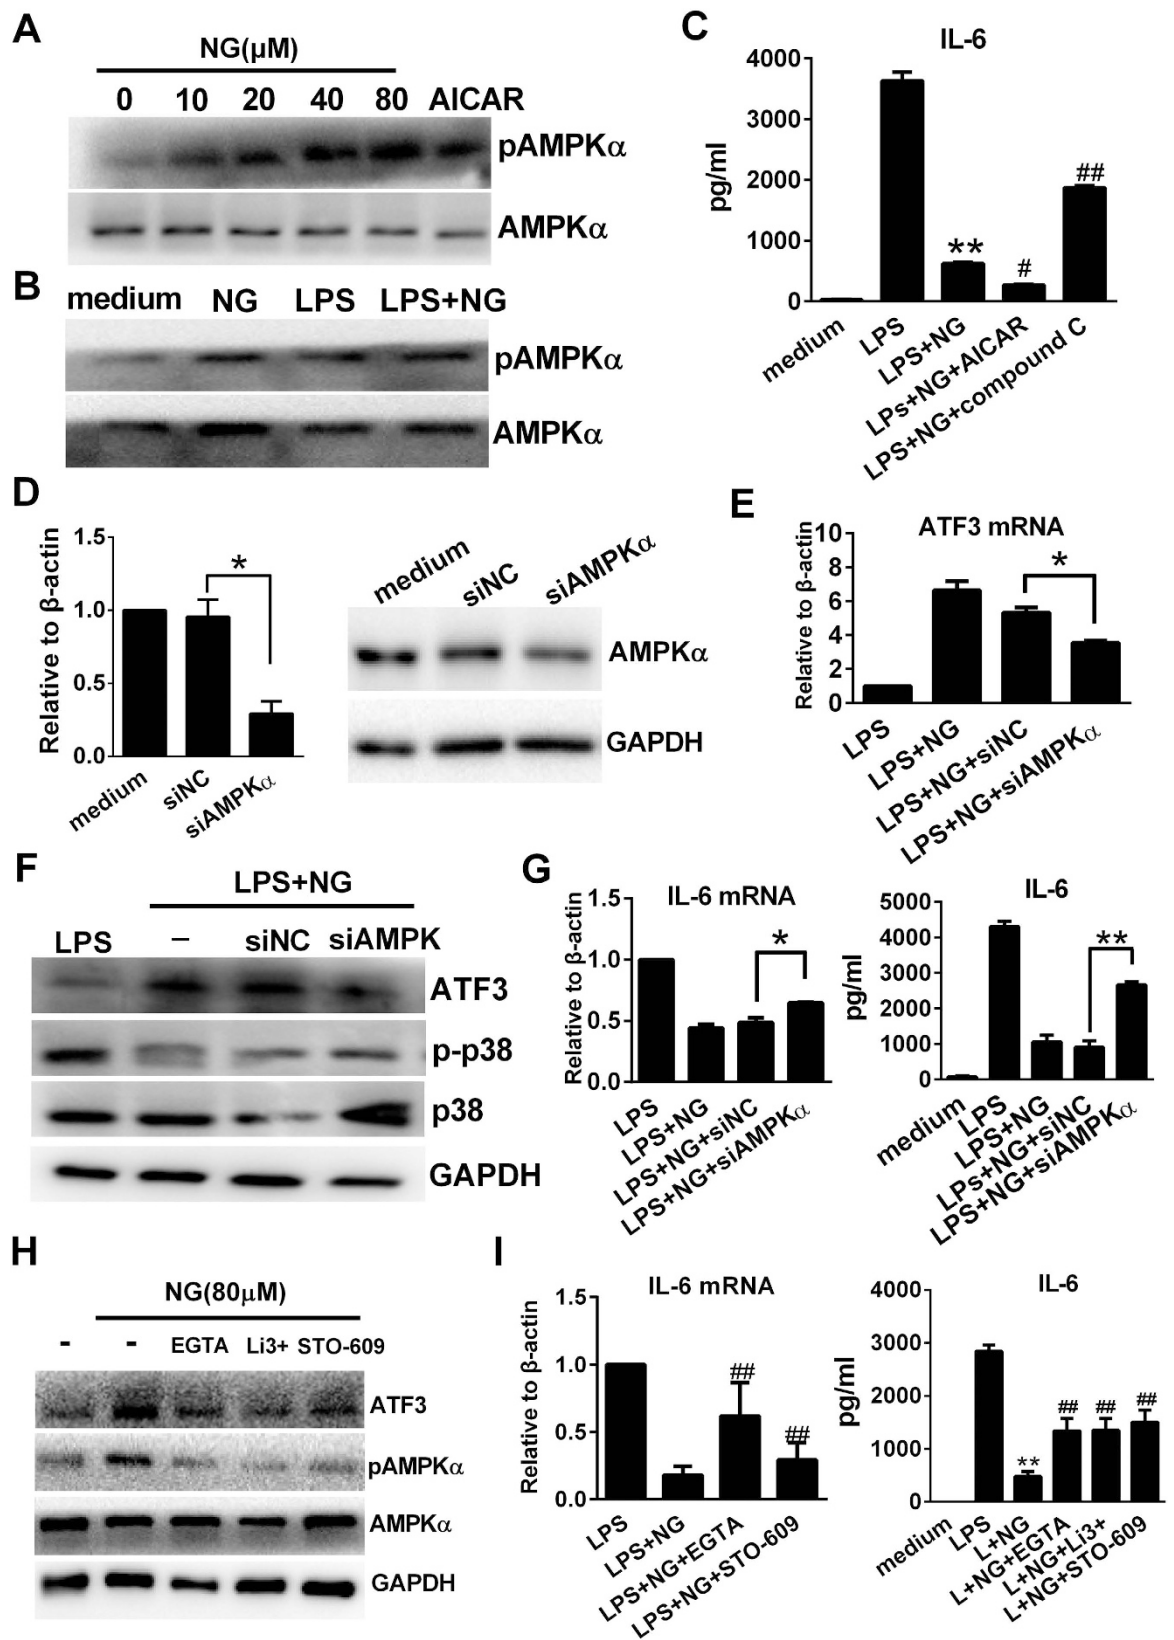 A
NG(μM)
0 10 20 40 80 AICAR
pAMPKα
AMPKα
B
medium NG LPS LPS+NG
pAMPKα
AMPKα
C
IL-6
pg/ml
4000
3000
2000
1000
0
**
#
##
medium
LPS
LPS+NG
LPs+NG+AICAR
LPS+NG+compound C
D
Relative to β-actin
1.5
1.0
0.5
0.0
*
medium
siNC
siAMPKα
medium siNC siAMPKα
AMPKα
GAPDH
E
ATF3 mRNA
Relative to β-actin
10
8
6
4
2
0
*
LPS
LPS+NG
LPS+NG+siNC
LPS+NG+siAMPKα
F
LPS+NG
LPS – siNC siAMPK
ATF3
p-p38
p38
GAPDH
G
IL-6 mRNA
Relative to β-actin
1.5
1.0
0.5
0.0
*
LPS
LPS+NG
LPS+NG+siNC
LPS+NG+siAMPKα
IL-6
pg/ml
5000
4000
3000
2000
1000
0
**
medium
LPS
LPS+NG
LPs+NG+siNC
LPS+NG+siAMPKα
H
NG(80μM)
- - EGTA Li3+ STO-609
ATF3
pAMPKα
AMPKα
GAPDH
I
IL-6 mRNA
Relative to β-actin
1.5
1.0
0.5
0.0
##
##
LPS
LPS+NG
LPS+NG+EGTA
LPS+NG+STO-609
IL-6
pg/ml
4000
3000
2000
1000
0
**
##
##
##
medium
LPS
L+NG
L+NG+EGTA
L+NG+Li3+
L+NG+STO-609